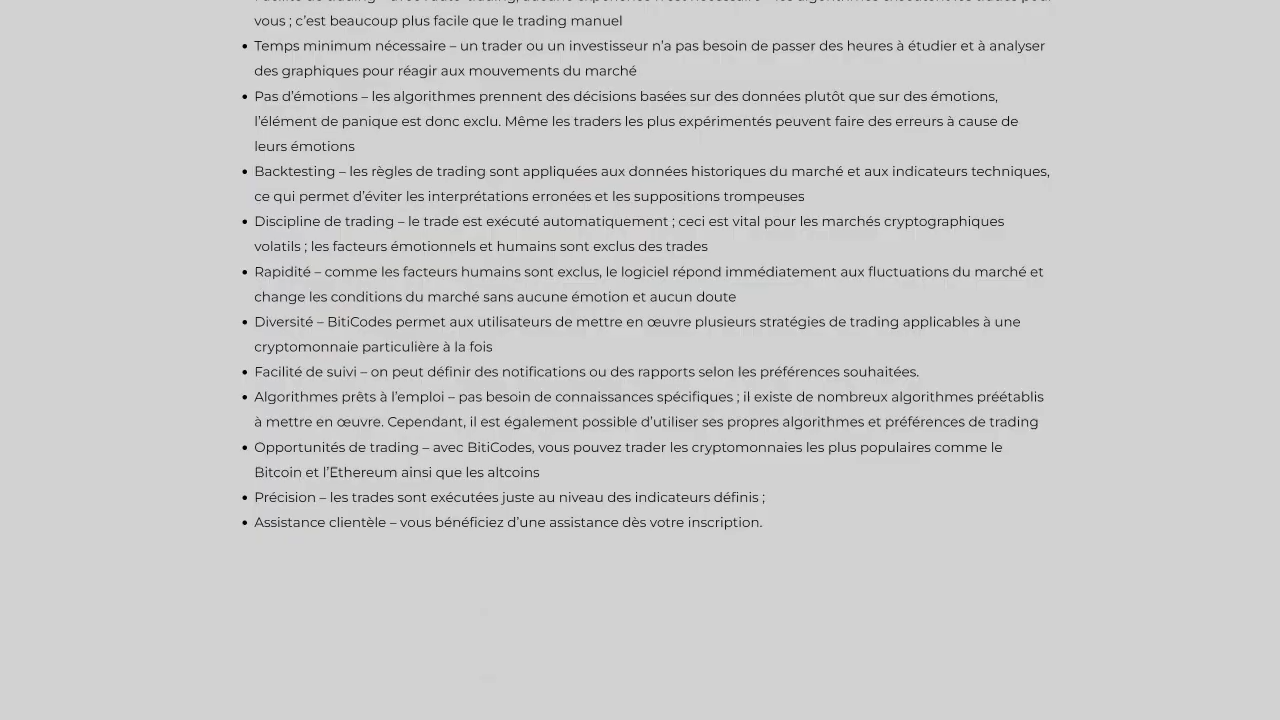 vous ; c’est beaucoup plus facile que le trading manuel
• Temps minimum nécessaire – un trader ou un investisseur n’a pas besoin de passer des heures à étudier et à analyser
des graphiques pour réagir aux mouvements du marché
• Pas d’émotions – les algorithmes prennent des décisions basées sur des données plutôt que sur des émotions,
l’élément de panique est donc exclu. Même les traders les plus expérimentés peuvent faire des erreurs à cause de
leurs émotions
• Backtesting – les règles de trading sont appliquées aux données historiques du marché et aux indicateurs techniques,
ce qui permet d’éviter les interprétations erronées et les suppositions trompeuses
• Discipline de trading – le trade est exécuté automatiquement ; ceci est vital pour les marchés cryptographiques
volatils ; les facteurs émotionnels et humains sont exclus des trades
• Rapidité – comme les facteurs humains sont exclus, le logiciel répond immédiatement aux fluctuations du marché et
change les conditions du marché sans aucune émotion et aucun doute
• Diversité – BitiCodes permet aux utilisateurs de mettre en œuvre plusieurs stratégies de trading applicables à une
cryptomonnaie particulière à la fois
• Facilité de suivi – on peut définir des notifications ou des rapports selon les préférences souhaitées.
• Algorithmes prêts à l’emploi – pas besoin de connaissances spécifiques ; il existe de nombreux algorithmes préétablis
à mettre en œuvre. Cependant, il est également possible d’utiliser ses propres algorithmes et préférences de trading
• Opportunités de trading – avec BitiCodes, vous pouvez trader les cryptomonnaies les plus populaires comme le
Bitcoin et l’Ethereum ainsi que les altcoins
• Précision – les trades sont exécutées juste au niveau des indicateurs définis ;
• Assistance clientèle – vous bénéficiez d’une assistance dès votre inscription.